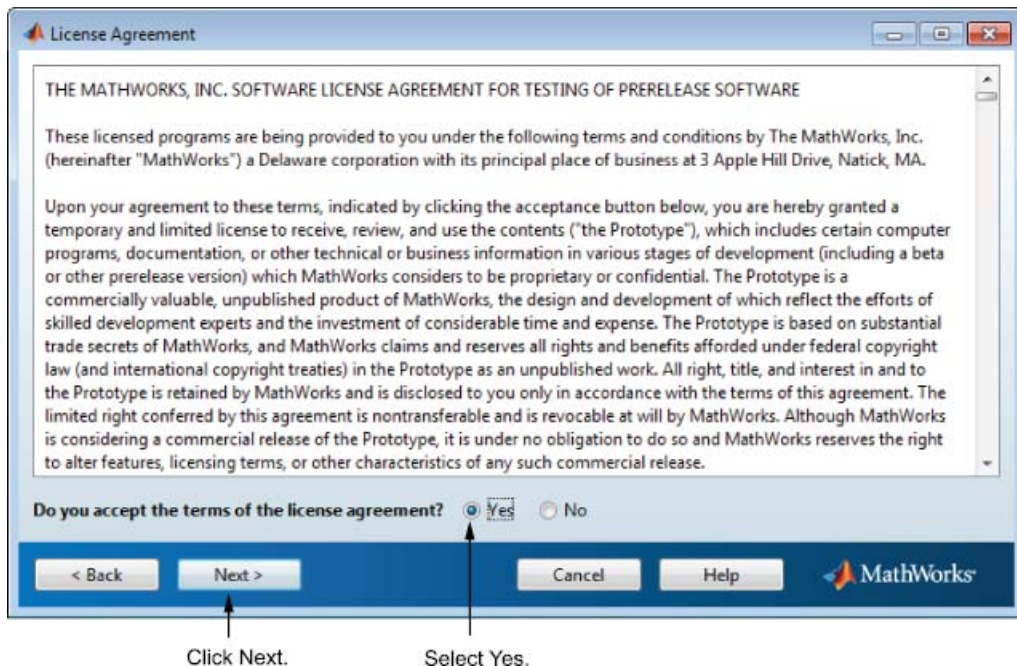 License Agreement
THE MATHWORKS, INC. SOFTWARE LICENSE AGREEMENT FOR TESTING OF PRERELEASE SOFTWARE
These licensed programs are being provided to you under the following terms and conditions by The MathWorks, Inc.
(hereinafter "MathWorks") a Delaware corporation with its principal place of business at 3 Apple Hill Drive, Natick, MA.
Upon your agreement to these terms, indicated by clicking the acceptance button below, you are hereby granted a
temporary and limited license to receive, review, and use the contents ("the Prototype"), which includes certain computer
programs, documentation, or other technical or business information in various stages of development (including a beta
or other prerelease version) which MathWorks considers to be proprietary or confidential. The Prototype is a
commercially valuable, unpublished product of MathWorks, the design and development of which reflect the efforts of
skilled development experts and the investment of considerable time and expense. The Prototype is based on substantial
trade secrets of MathWorks, and MathWorks claims and reserves all rights and benefits afforded under federal copyright
law (and international copyright treaties) in the Prototype as an unpublished work. All right, title, and interest in and to
the Prototype is retained by MathWorks and is disclosed to you only in accordance with the terms of this agreement. The
limited right conferred by this agreement is nontransferable and is revocable at will by MathWorks. Although MathWorks
is considering a commercial release of the Prototype, it is under no obligation to do so and MathWorks reserves the right
to alter features, licensing terms, or other characteristics of any such commercial release.
Do you accept the terms of the license agreement? Yes No
< Back Next > Cancel Help MathWorks
Click Next. Select Yes.